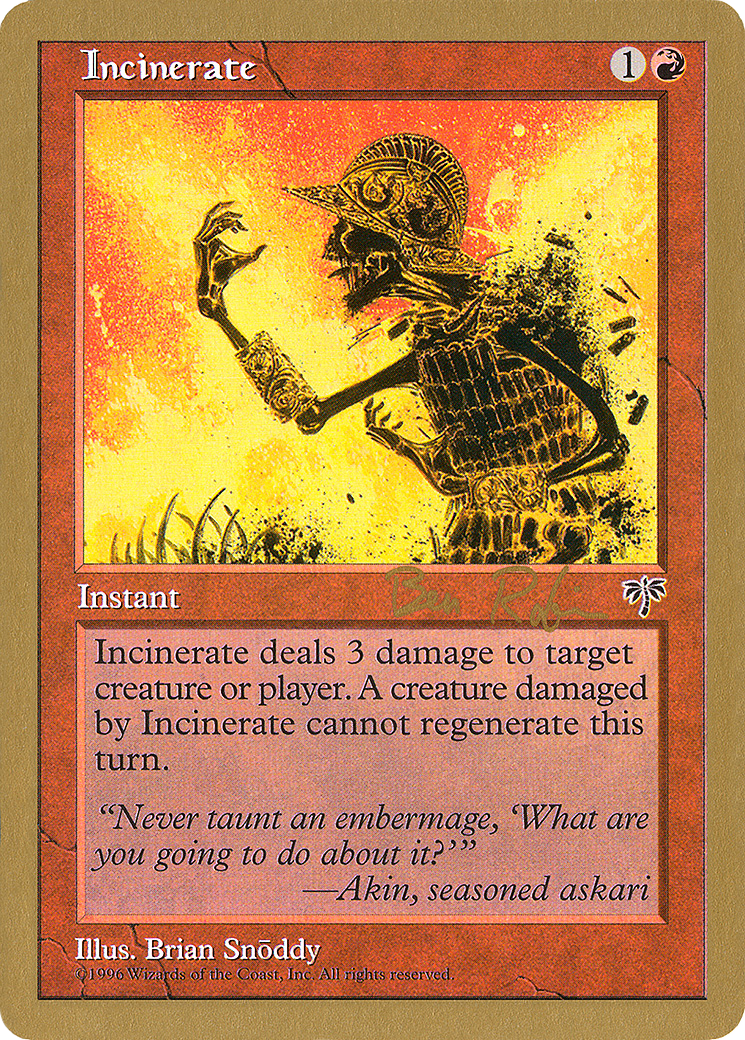 Incinerate 1
Instant
Ben R
Incinerate deals 3 damage to target
creature or player. A creature damaged
by Incinerate cannot regenerate this
turn.
“Never taunt an embermage, ‘What are
you going to do about it?’”
—Akin, seasoned askari
Illus. Brian Snōddy
©1996 Wizards of the Coast, Inc. All rights reserved.